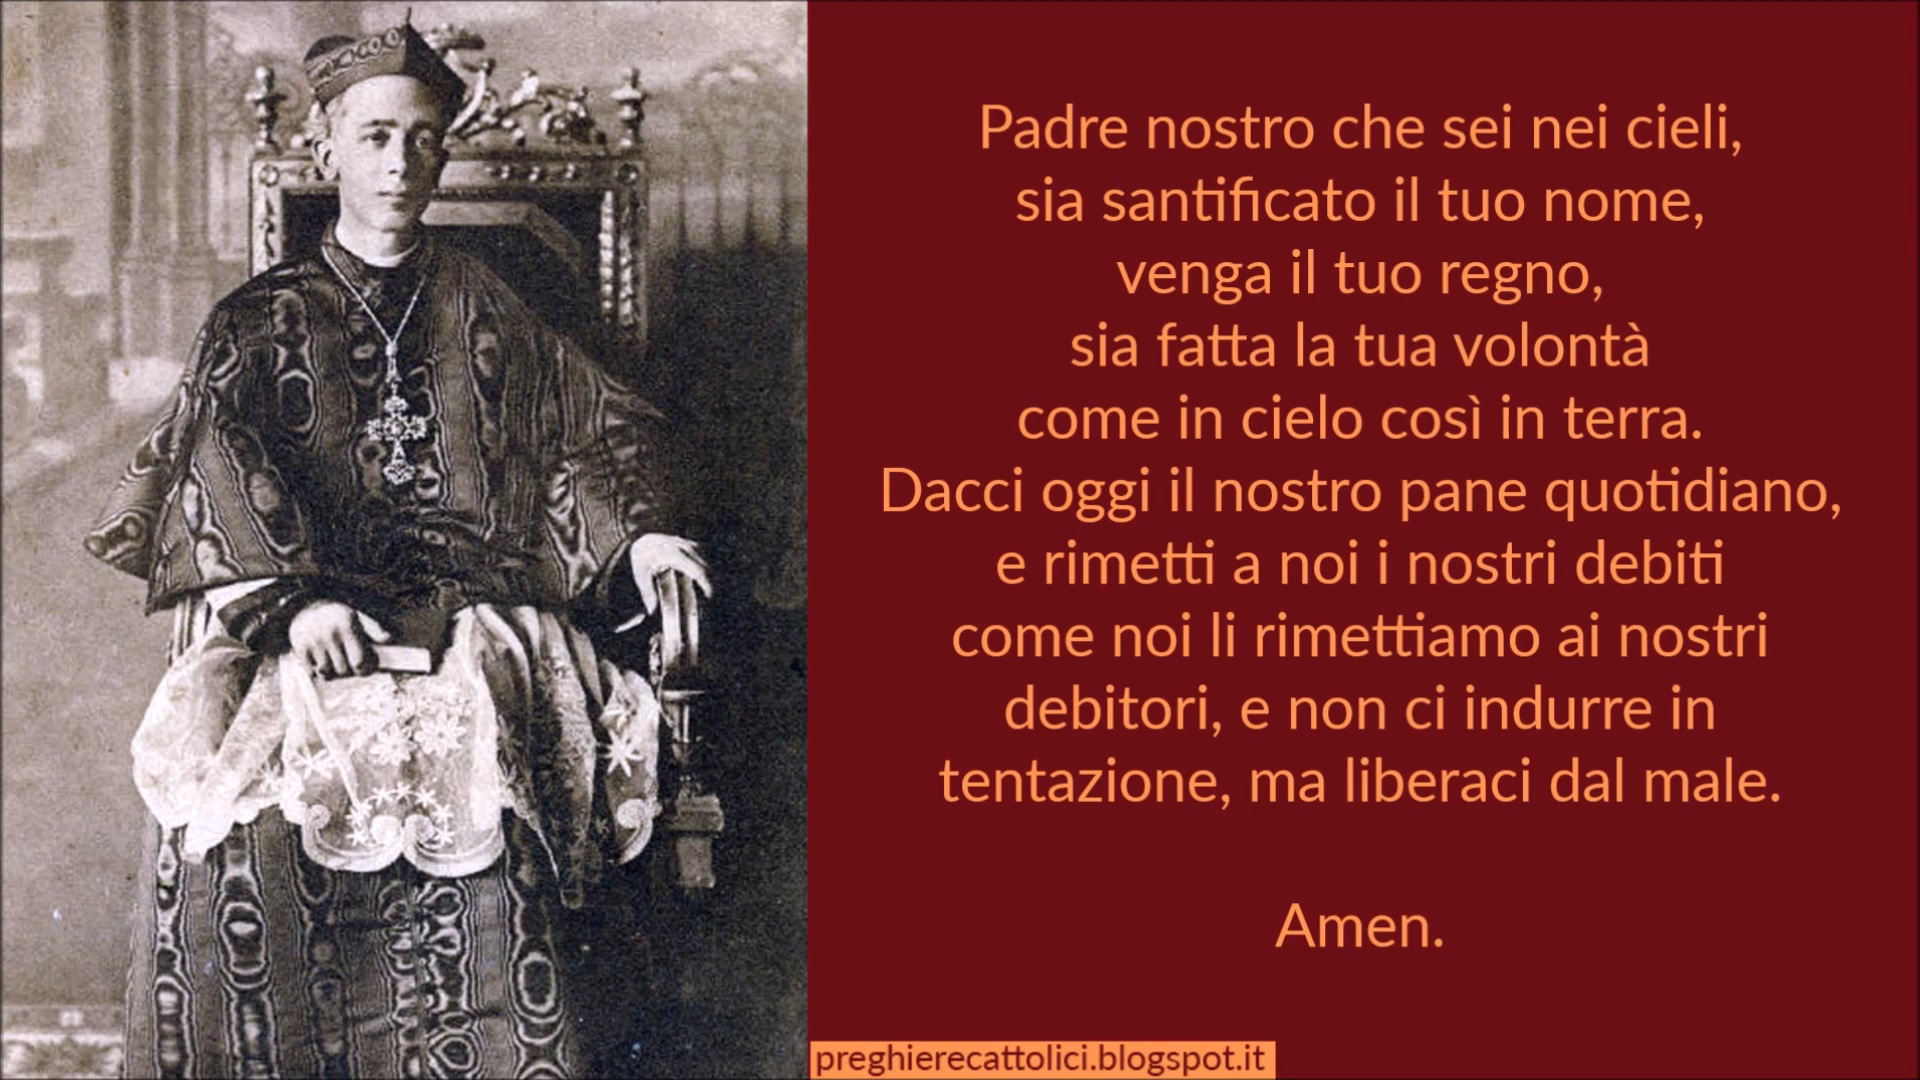 Padre nostro che sei nei cieli,
sia santificato il tuo nome,
venga il tuo regno,
sia fatta la tua volontà
come in cielo così in terra.
Dacci oggi il nostro pane quotidiano,
e rimetti a noi i nostri debiti
come noi li rimettiamo ai nostri
debitori, e non ci indurre in
tentazione, ma liberaci dal male.
Amen.
preghierecattolici.blogspot.it